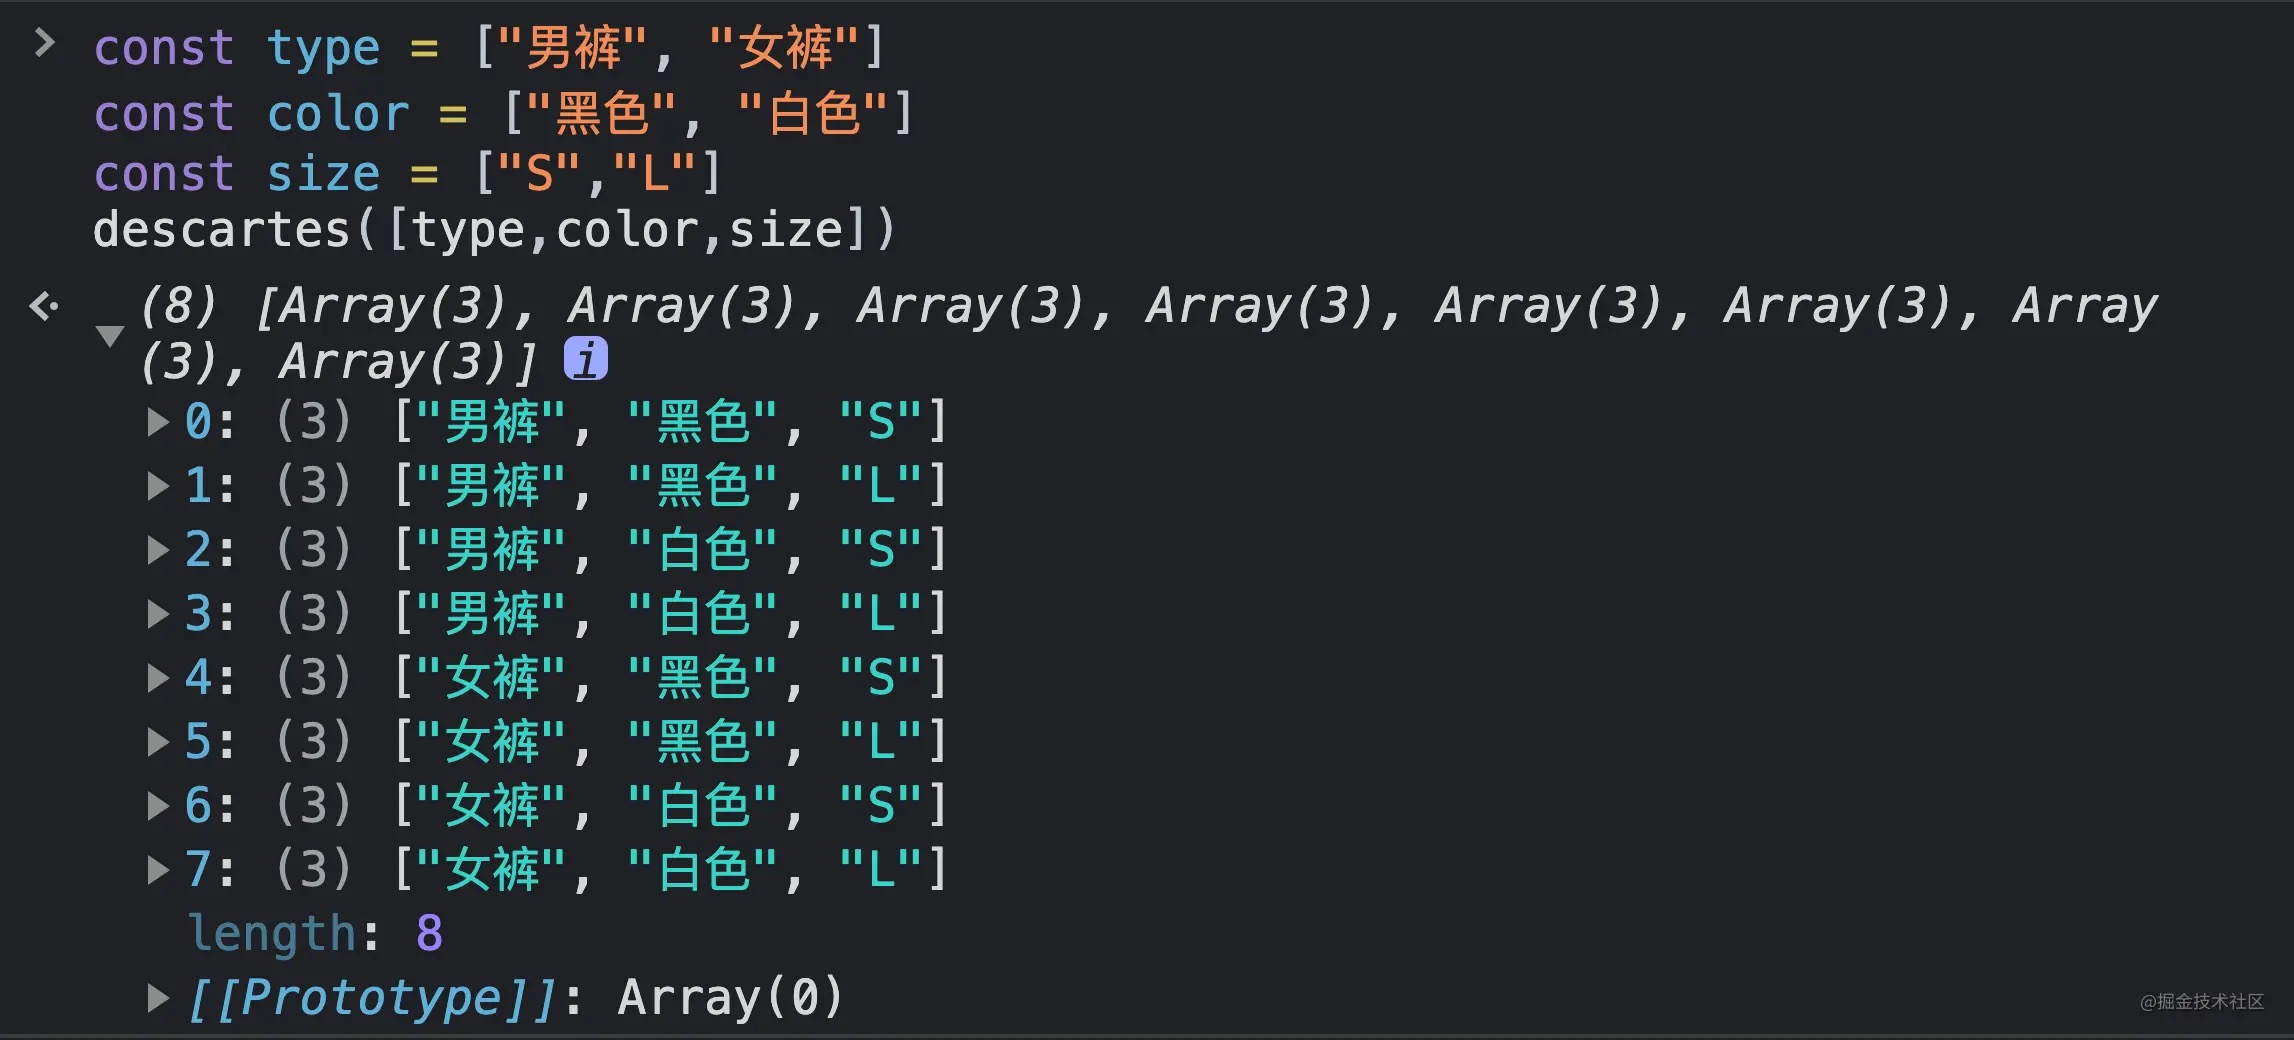 const type = ["男裤", "女裤"]
const color = ["黑色", "白色"]
const size = ["S","L"]
descartes([type,color,size])
(8) [Array(3), Array(3), Array(3), Array(3), Array(3), Array(3), Array
(3), Array(3)] i
0: (3) ["男裤", "黑色", "S"]
1: (3) ["男裤", "黑色", "L"]
2: (3) ["男裤", "白色", "S"]
3: (3) ["男裤", "白色", "L"]
4: (3) ["女裤", "黑色", "S"]
5: (3) ["女裤", "黑色", "L"]
6: (3) ["女裤", "白色", "S"]
7: (3) ["女裤", "白色", "L"]
length: 8
[[Prototype]]: Array(0)
@掘金技术社区